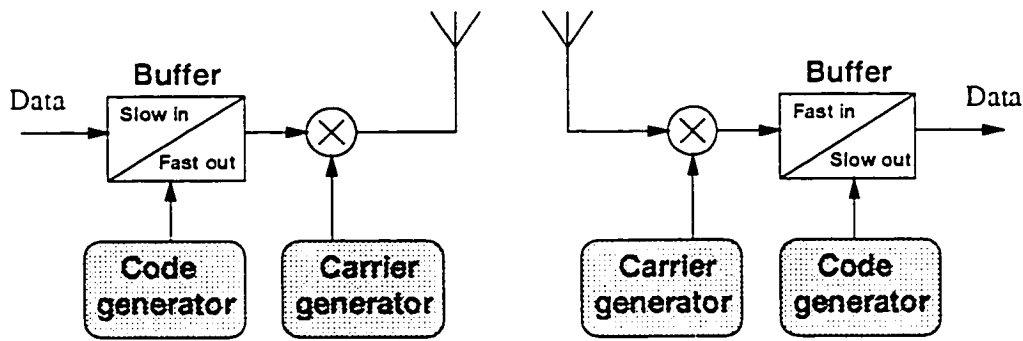 Data
Buffer
Slow in
Fast out
Code
generator
Carrier
generator
Buffer
Fast in
Slow out
Data
Carrier
generator
Code
generator